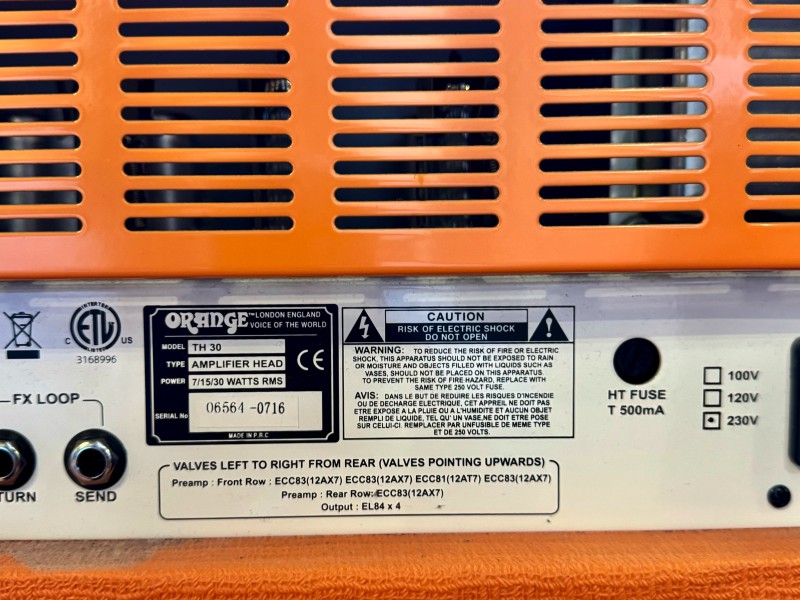 INTERTEK
ETL
C US
INTERTEK
3168996
FX LOOP
TURN
SEND
ORANGE™ LONDON ENGLAND
VOICE OF THE WORLD
MODEL TH 30
TYPE AMPLIFIER HEAD
POWER 7/15/30 WATTS RMS
CE
SERIAL No 06564 -0716
MADE IN P.R.C
CAUTION
RISK OF ELECTRIC SHOCK
DO NOT OPEN
WARNING: TO REDUCE THE RISK OF FIRE OR ELECTRIC
SHOCK, THIS APPARATUS SHOULD NOT BE EXPOSED TO RAIN
OR MOISTURE AND OBJECTS FILLED WITH LIQUIDS SUCH AS
VASES, SHOULD NOT BE PLACED ON THIS APPARATUS.
TO PREVENT THE RISK OF FIRE HAZARD, REPLACE WITH
SAME TYPE 250 VOLT FUSE.
AVIS: DANS LE BUT DE REDUIRE LES RISQUES D'INCENDIE
OU DE DECHARGE ELECTRIQUE, CET APPAREIL NE DOIT PAS
ETRE EXPOSE A LA PLUIE OU A L'HUMIDITE ET AUCUN OBJET
REMPLI DE LIQUIDE, TEL QU' UN VASE,NE DOIT ETRE POSE
SUR CELUI-CI. REMPLACER PAR UNFUSIBLE DE MEME TYPE
ET DE 250 VOLTS.
HT FUSE
T 500mA
100V
120V
230V
VALVES LEFT TO RIGHT FROM REAR (VALVES POINTING UPWARDS)
Preamp : Front Row : ECC83(12AX7) ECC83(12AX7) ECC81(12AT7) ECC83(12AX7)
Preamp : Rear Row: ECC83(12AX7)
Output : EL84 x 4